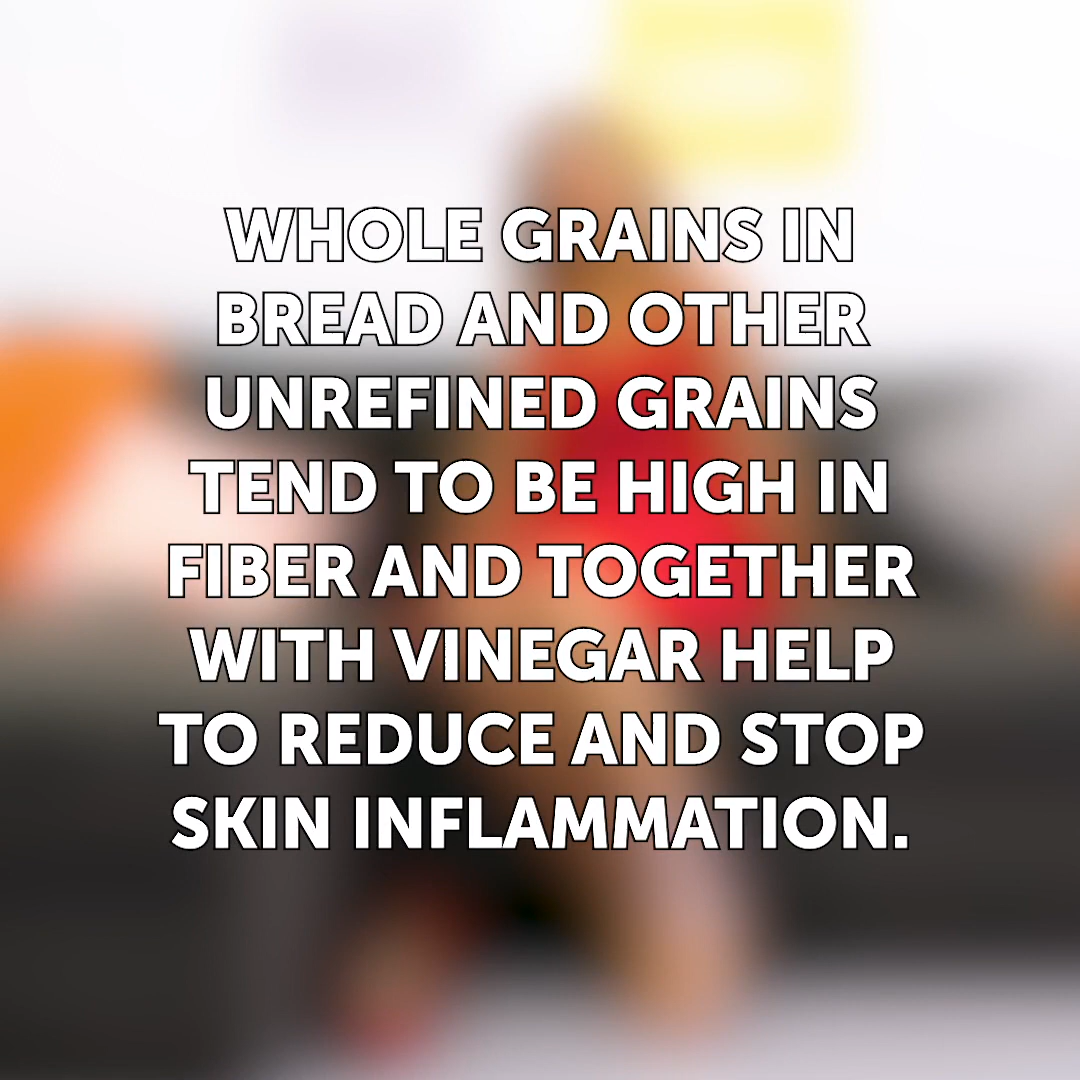 WHOLE GRAINS IN
BREAD AND OTHER
UNREFINED GRAINS
TEND TO BE HIGH IN
FIBER AND TOGETHER
WITH VINEGAR HELP
TO REDUCE AND STOP
SKIN INFLAMMATION.